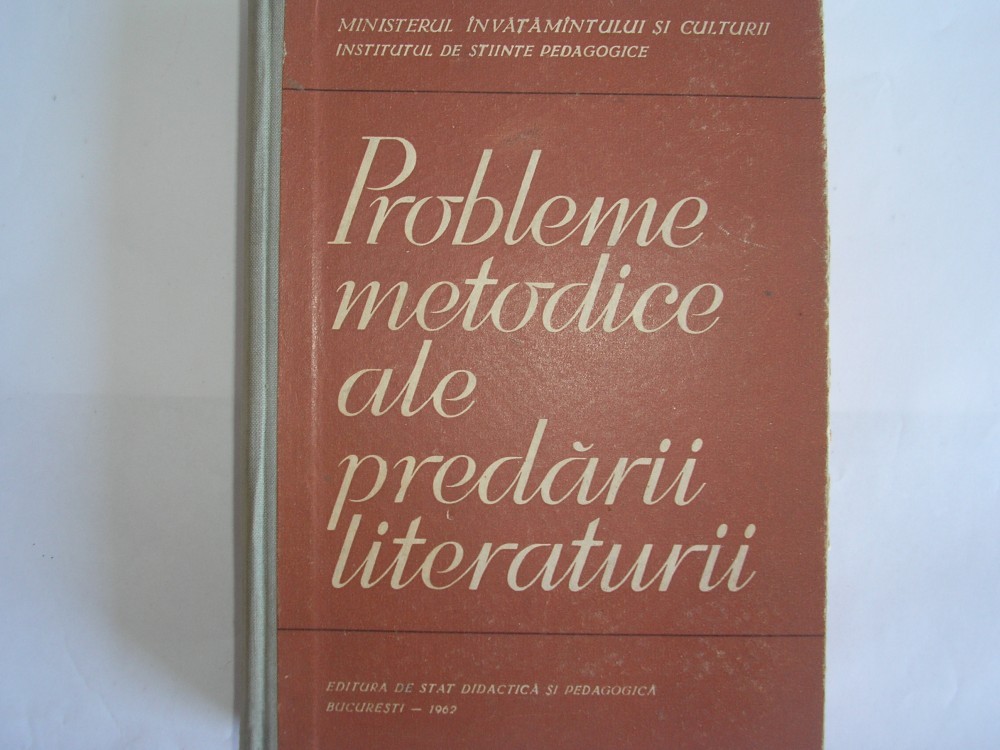 MINISTERUL ÎNVĂȚĂMÎNTULUI ȘI CULTURII
INSTITUTUL DE ȘTIINȚE PEDAGOGICE
Probleme
metodice
ale
predării
literaturii
EDITURA DE STAT DIDACTICĂ ȘI PEDAGOGICĂ
BUCUREȘTI — 1962